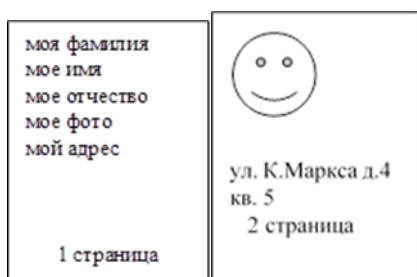 моя фамилия
мое имя
мое отчество
мое фото
мой адрес
1 страница
ул. К.Маркса д.4
кв. 5
2 страница